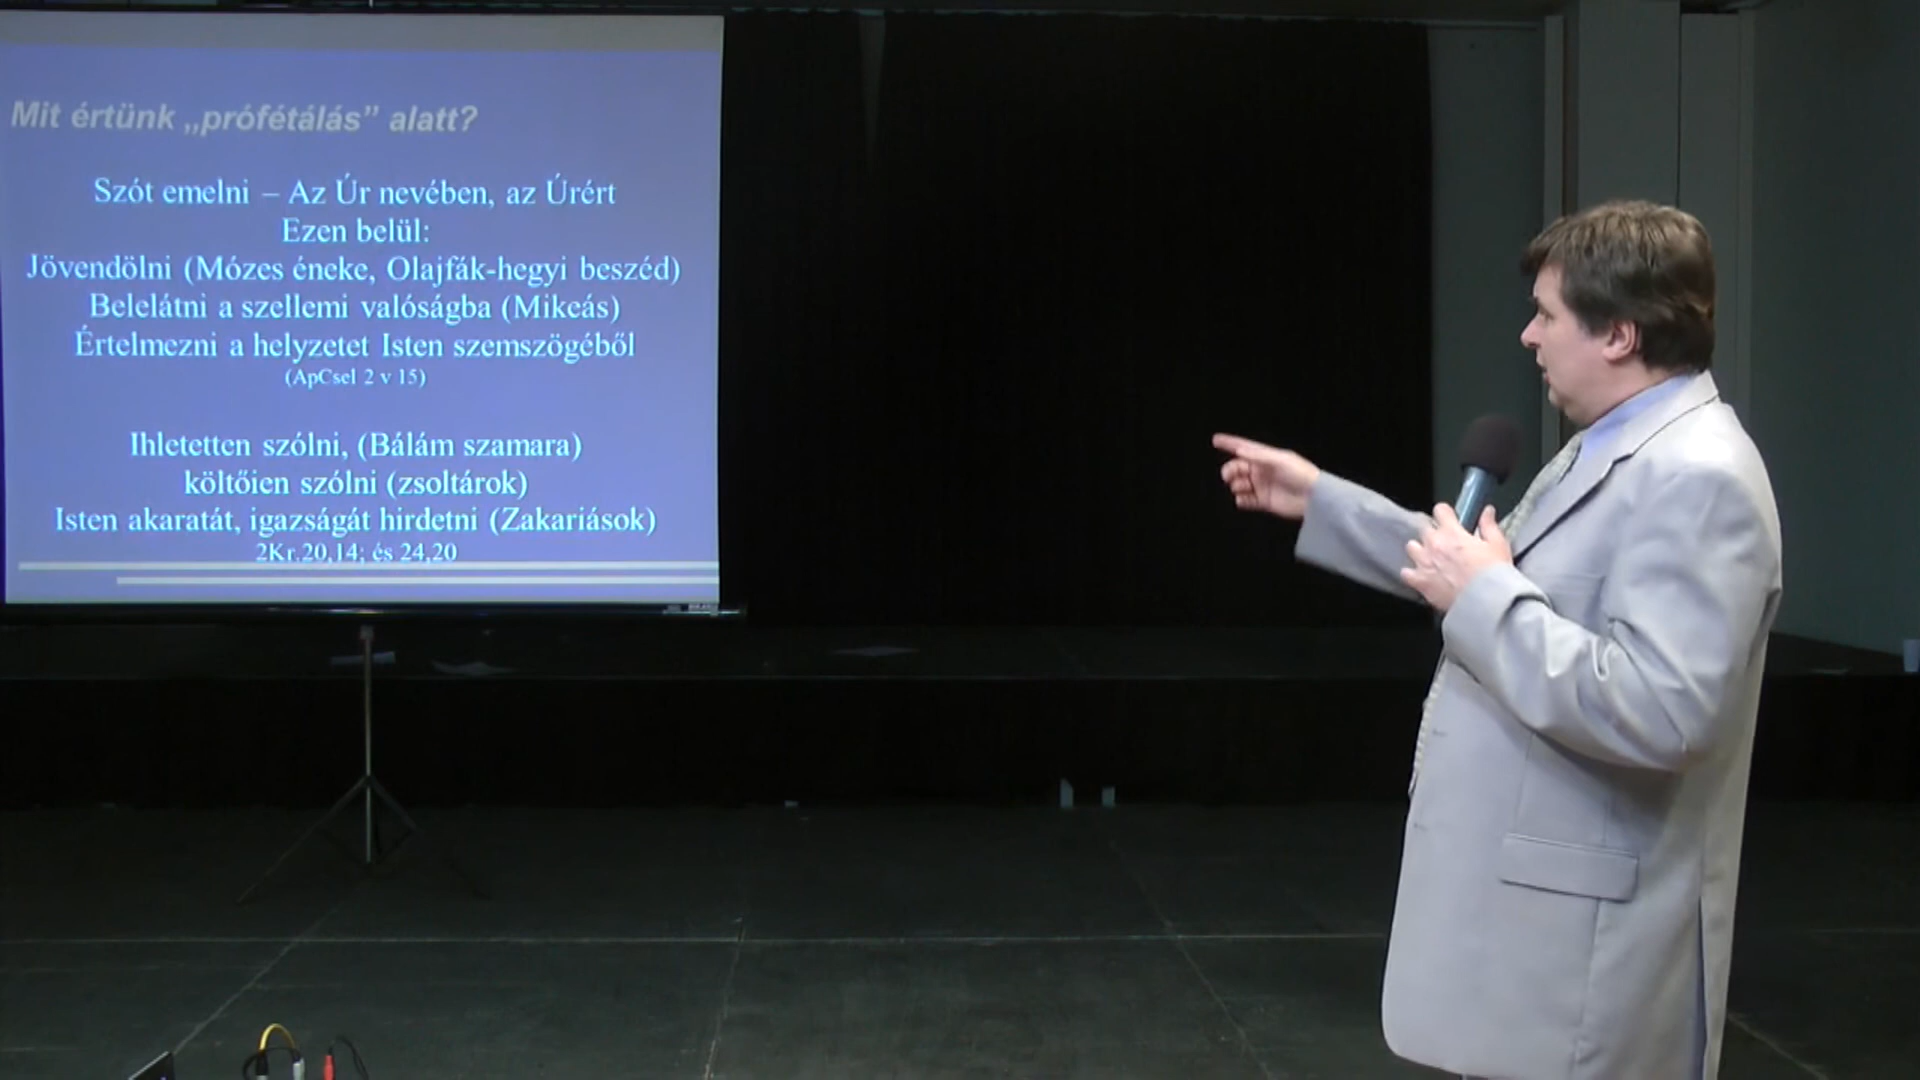 Mit értünk „prófétálás” alatt?
Szót emelni – Az Úr nevében, az Úrért
Ezen belül:
Jövendölni (Mózes éneke, Olajfák-hegyi beszéd)
Belelátni a szellemi valóságba (Mikeás)
Értelmezni a helyzetet Isten szemszögéből
(ApCsel 2 v 15)
Ihletetten szólni, (Bálám szamara)
költőien szólni (zsoltárok)
Isten akaratát, igazságát hirdetni (Zakariások)
2Kr.20,14; és 24,20